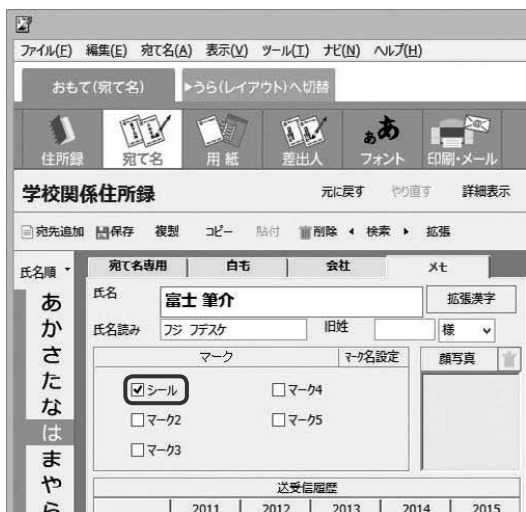 ファイル(F) 編集(E) 宛て名(A) 表示(V) ツール(T) ナビ(N) ヘルプ(H)
おもて(宛て名) ▶うら(レイアウト)へ切替
住所録 宛て名 用紙 差出人 フォント 印刷・メール
学校関係住所録 元に戻す やり直す 詳細表示
宛先追加 保存 複製 コピー 貼付 削除 ◀ 検索 ▶ 拡張
氏名順 宛て名専用 自宅 会社 メモ
あ
か
さ
た
な
は
ま
や
ら
氏名 富士 筆介 拡張漢字
氏名読み フジ フデスケ 旧姓 様
マーク マーク名設定 顔写真
シール マーク4
マーク2 マーク5
マーク3
送受信履歴
2011 2012 2013 2014 2015